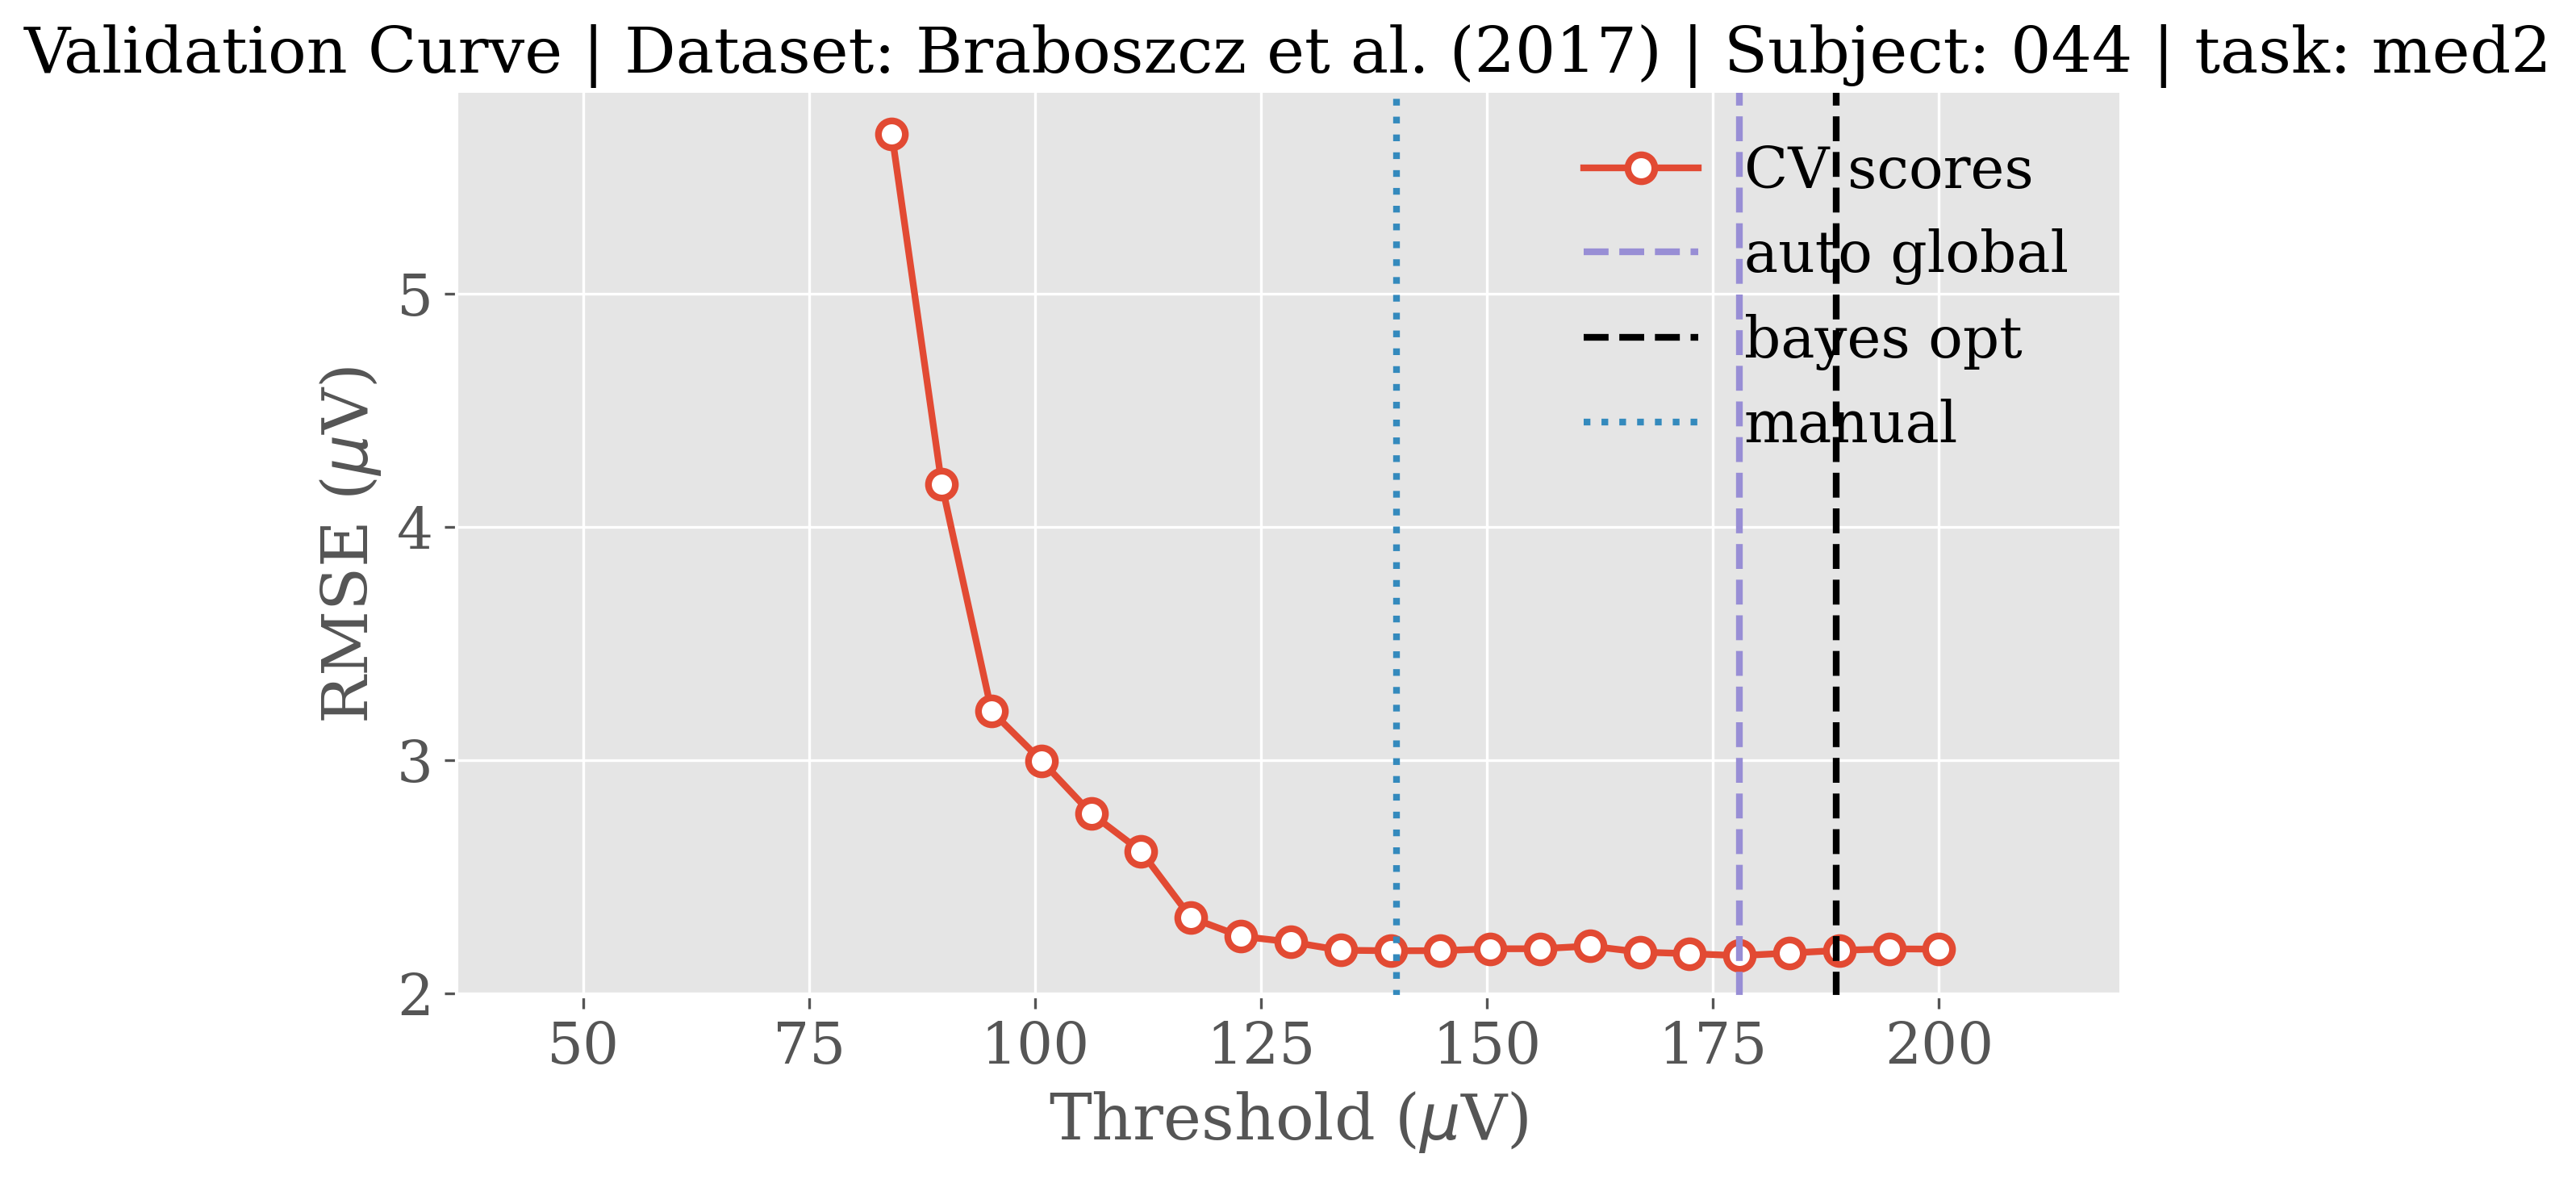 Validation Curve | Dataset: Braboszcz et al. (2017) | Subject: 044 | task: med2
CV scores
auto global
bayes opt
manual
RMSE (μV)
5
4
3
2
50 75 100 125 150 175 200
Threshold (μV)